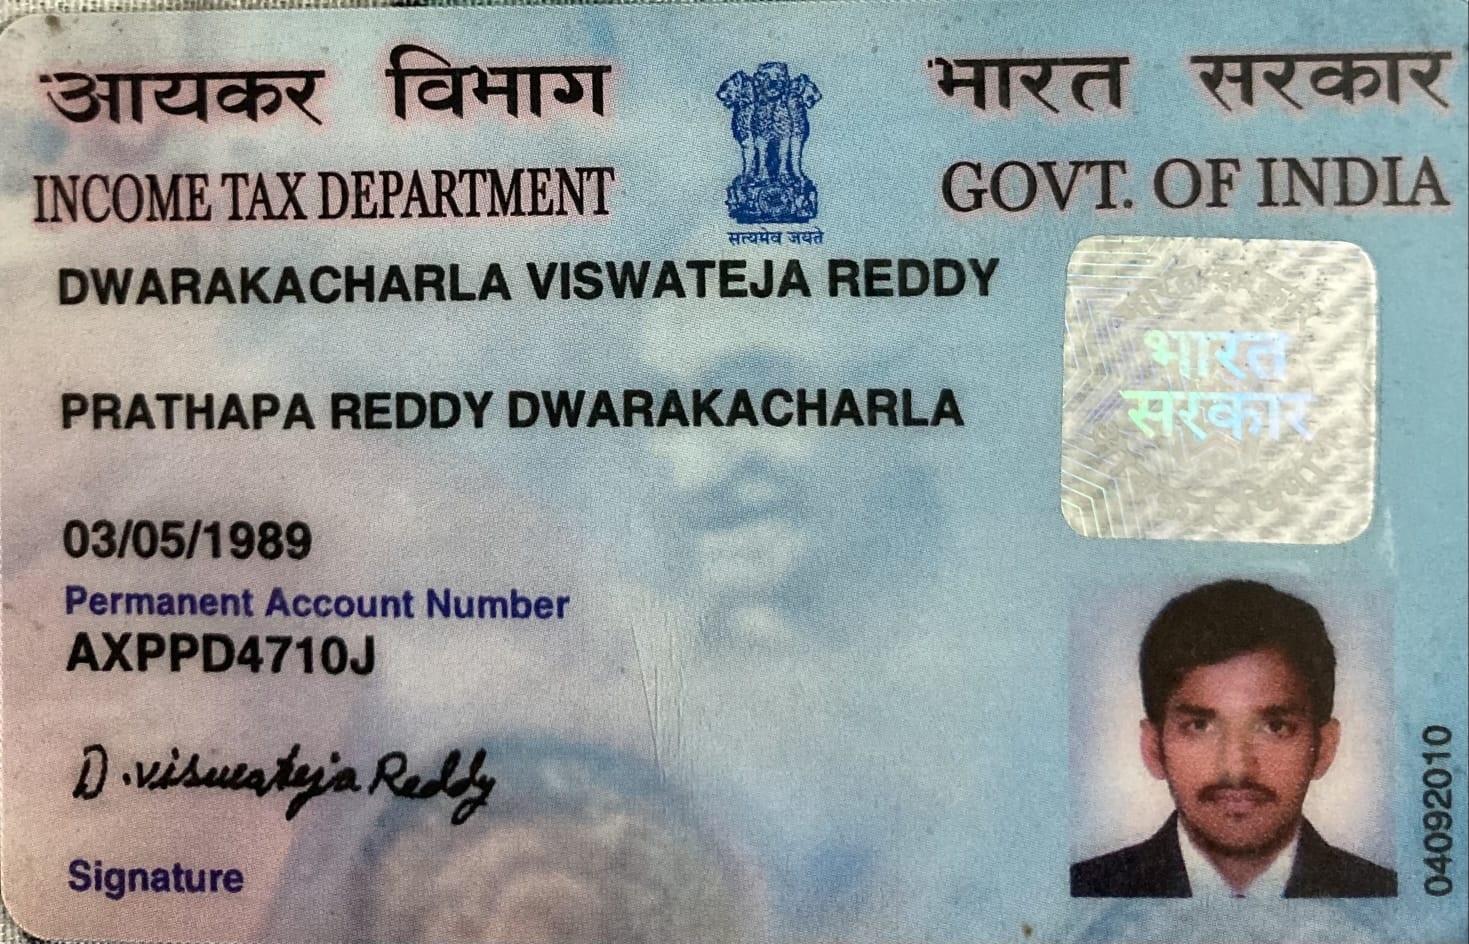 आयकर विभाग भारत सरकार
INCOME TAX DEPARTMENT GOVT. OF INDIA
सत्यमेव जयते
DWARAKACHARLA VISWATEJA REDDY
भारत
सरकार
PRATHAPA REDDY DWARAKACHARLA
03/05/1989
Permanent Account Number
AXPPD4710J
D.viswateja Reddy
Signature
04092010